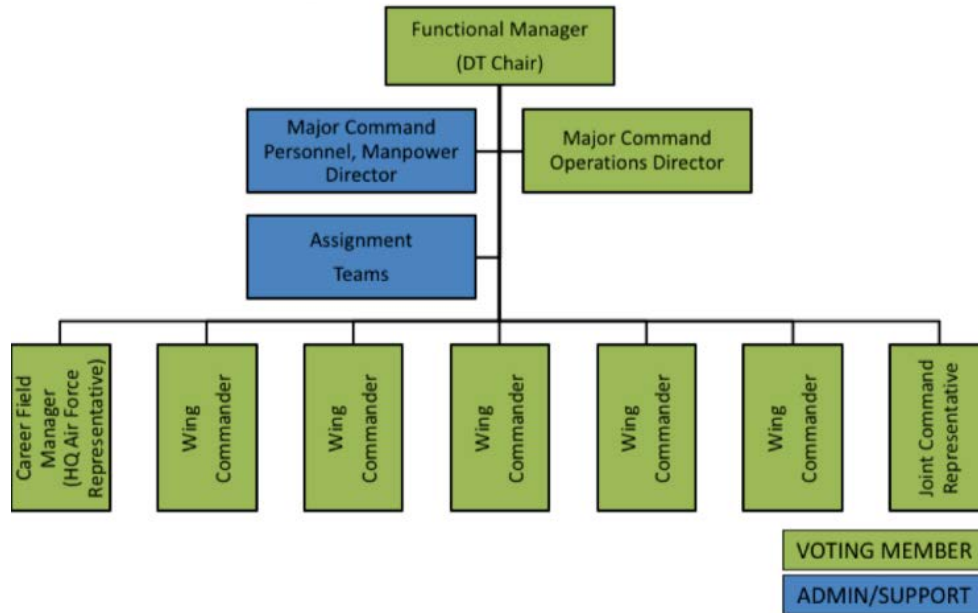 Functional Manager
(DT Chair)
Major Command
Personnel, Manpower
Director
Major Command
Operations Director
Assignment
Teams
Career Field
Manager
(HQ Air Force
Representative)
Wing
Commander
Wing
Commander
Wing
Commander
Wing
Commander
Wing
Commander
Joint Command
Representative
VOTING MEMBER
ADMIN/SUPPORT